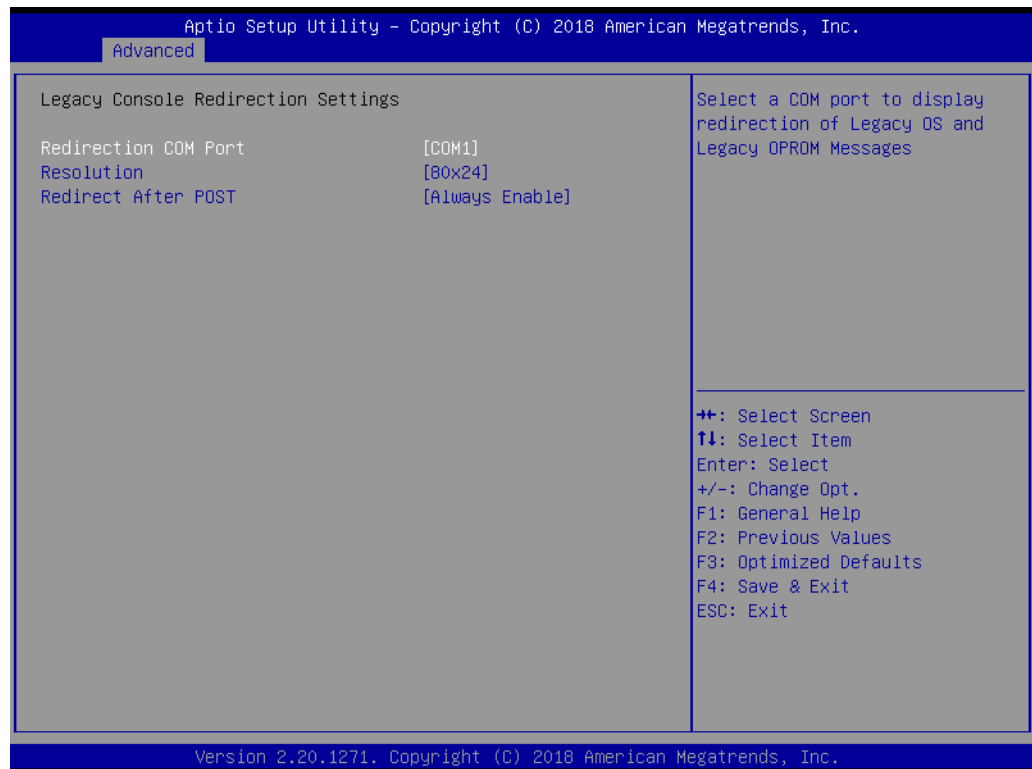 Aptio Setup Utility – Copyright (C) 2018 American Megatrends, Inc.
Advanced
Legacy Console Redirection Settings
Redirection COM Port [COM1]
Resolution [80x24]
Redirect After POST [Always Enable]
Select a COM port to display
redirection of Legacy OS and
Legacy OPROM Messages
→←: Select Screen
↑↓: Select Item
Enter: Select
+/-: Change Opt.
F1: General Help
F2: Previous Values
F3: Optimized Defaults
F4: Save & Exit
ESC: Exit
Version 2.20.1271. Copyright (C) 2018 American Megatrends, Inc.